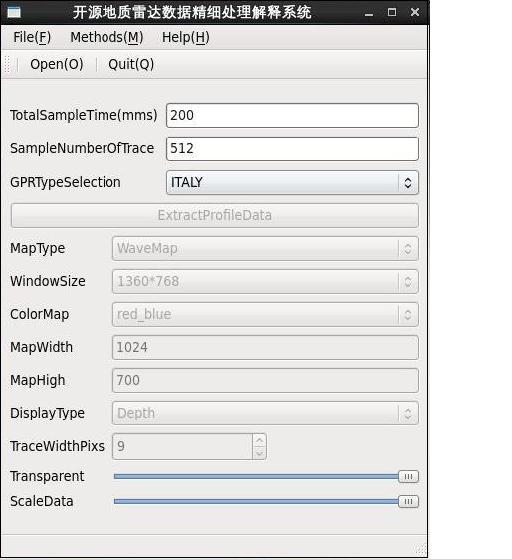 开源地质雷达数据精细处理解释系统
File(F) Methods(M) Help(H)
Open(O) Quit(Q)
TotalSampleTime(mms) 200
SampleNumberOfTrace 512
GPRTypeSelection ITALY
ExtractProfileData
MapType WaveMap
WindowSize 1360*768
ColorMap red_blue
MapWidth 1024
MapHigh 700
DisplayType Depth
TraceWidthPixs 9
Transparent
ScaleData